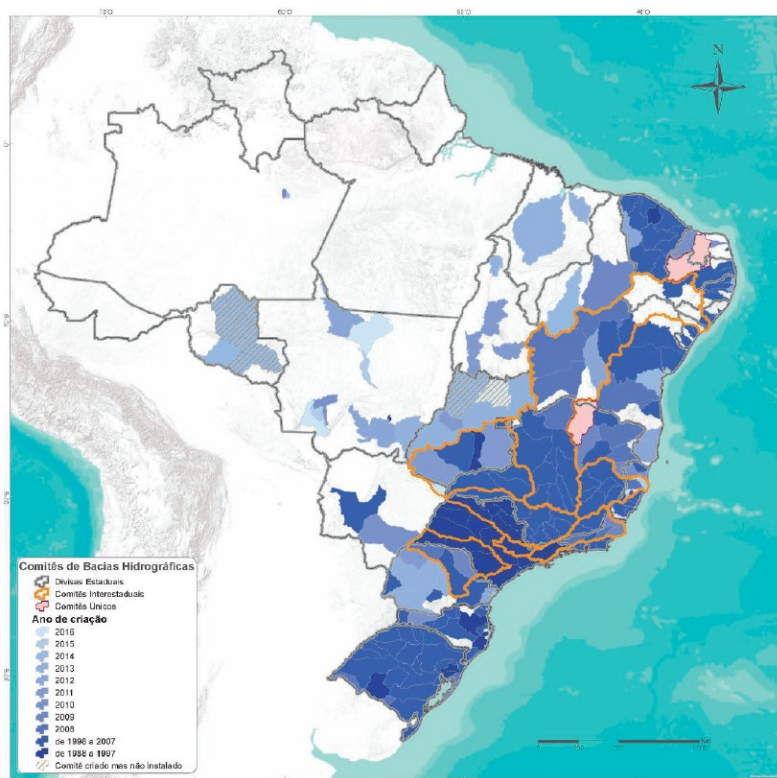 N
Comitês de Bacias Hidrográficas
Divisas Estaduais
Comitês Interestaduais
Comitês Únicos
Ano de criação
2016
2015
2014
2013
2012
2011
2010
2009
2008
de 1998 a 2007
de 1988 a 1997
Comitê criado mas não instalado